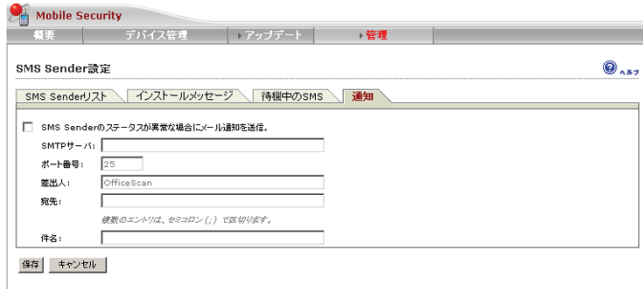 Mobile Security
概要 デバイス管理 アップデート 管理
SMS Sender設定 ヘルプ
SMS Senderリスト インストールメッセージ 待機中のSMS 通知
SMS Senderのステータスが異常な場合にメール通知を送信。
SMTPサーバ:
ポート番号: 25
差出人: OfficeScan
宛先:
複数のエントリは、セミコロン(;) で区切ります。
件名:
保存 キャンセル